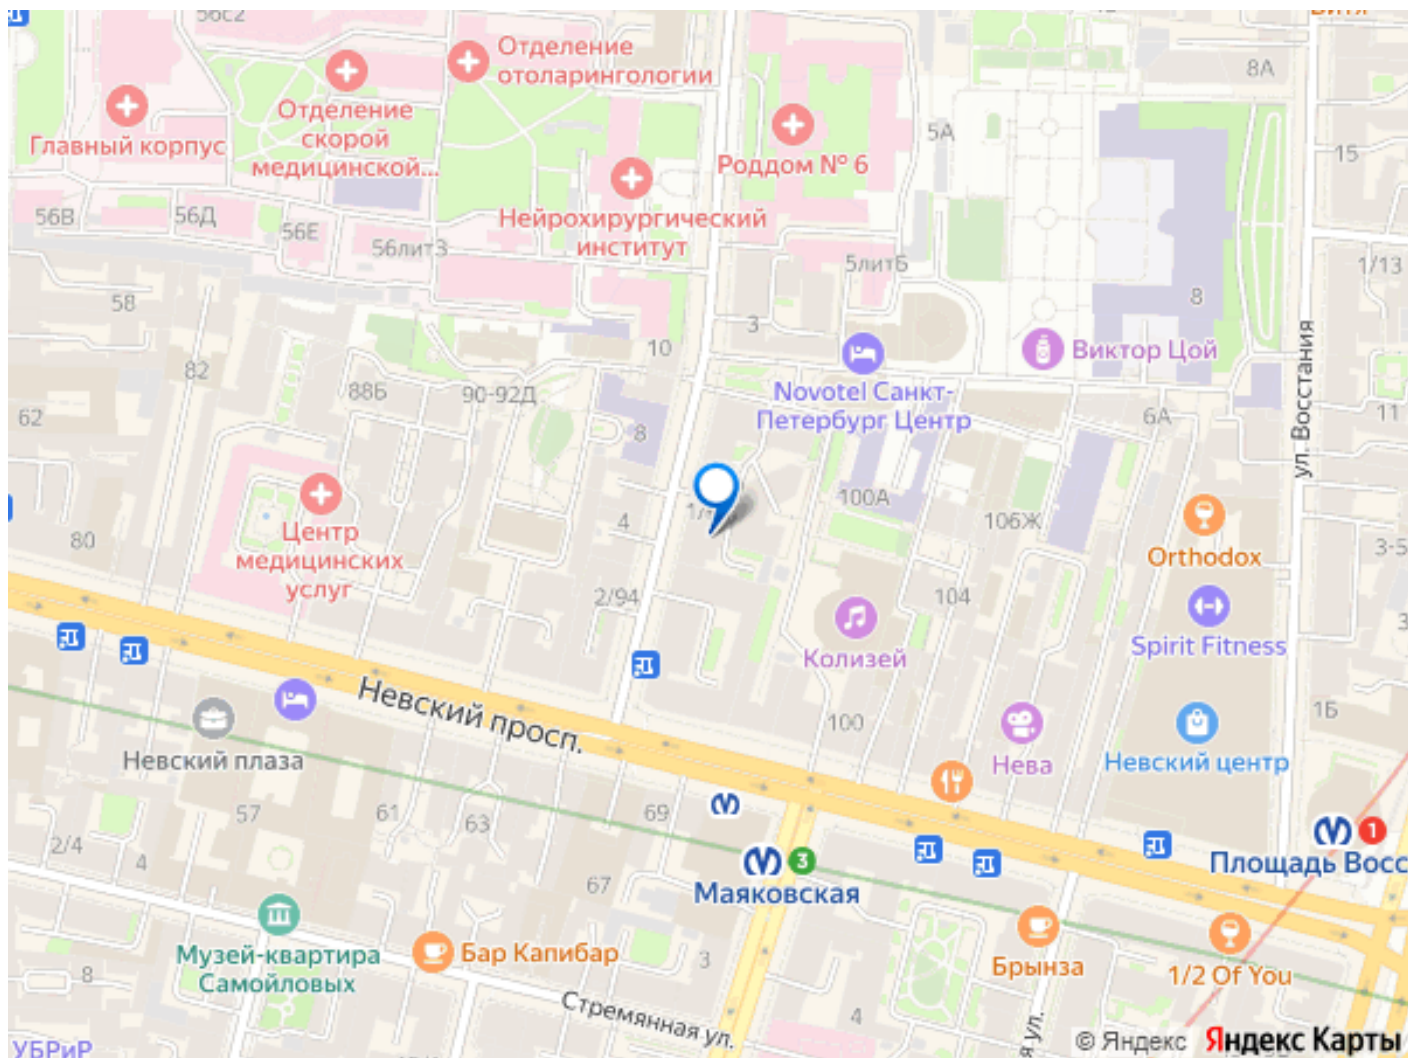 56с2
Витя
Отделение
отоларингологии
8А
Отделение
скорой
медицинской...
Главный корпус
5А
Роддом № 6
15
56В
56Д
56Е
56литЗ
Нейрохирургический
институт
5литБ
1/13
58
8
3
10
Виктор Цой
ул. Восстания
82
88Б
90-92Д
Novotel Санкт-
Петербург Центр
62
6А
11
8
100А
106Ж
4
80
Центр
медицинских
услуг
Orthodox
3-5
2/94
104
Spirit Fitness
Колизей
Невский просп.
100
1Б
Невский плаза
Нева
Невский центр
57
61
63
69
2/4
4
3
1
Маяковская
Площадь Восс
67
Музей-квартира
Самойловых
Бар Капибар
3
Брынза
1/2 Of You
8
Стремянная ул.
4
я ул.
УБРиР
© Яндекс
Яндекс Карты